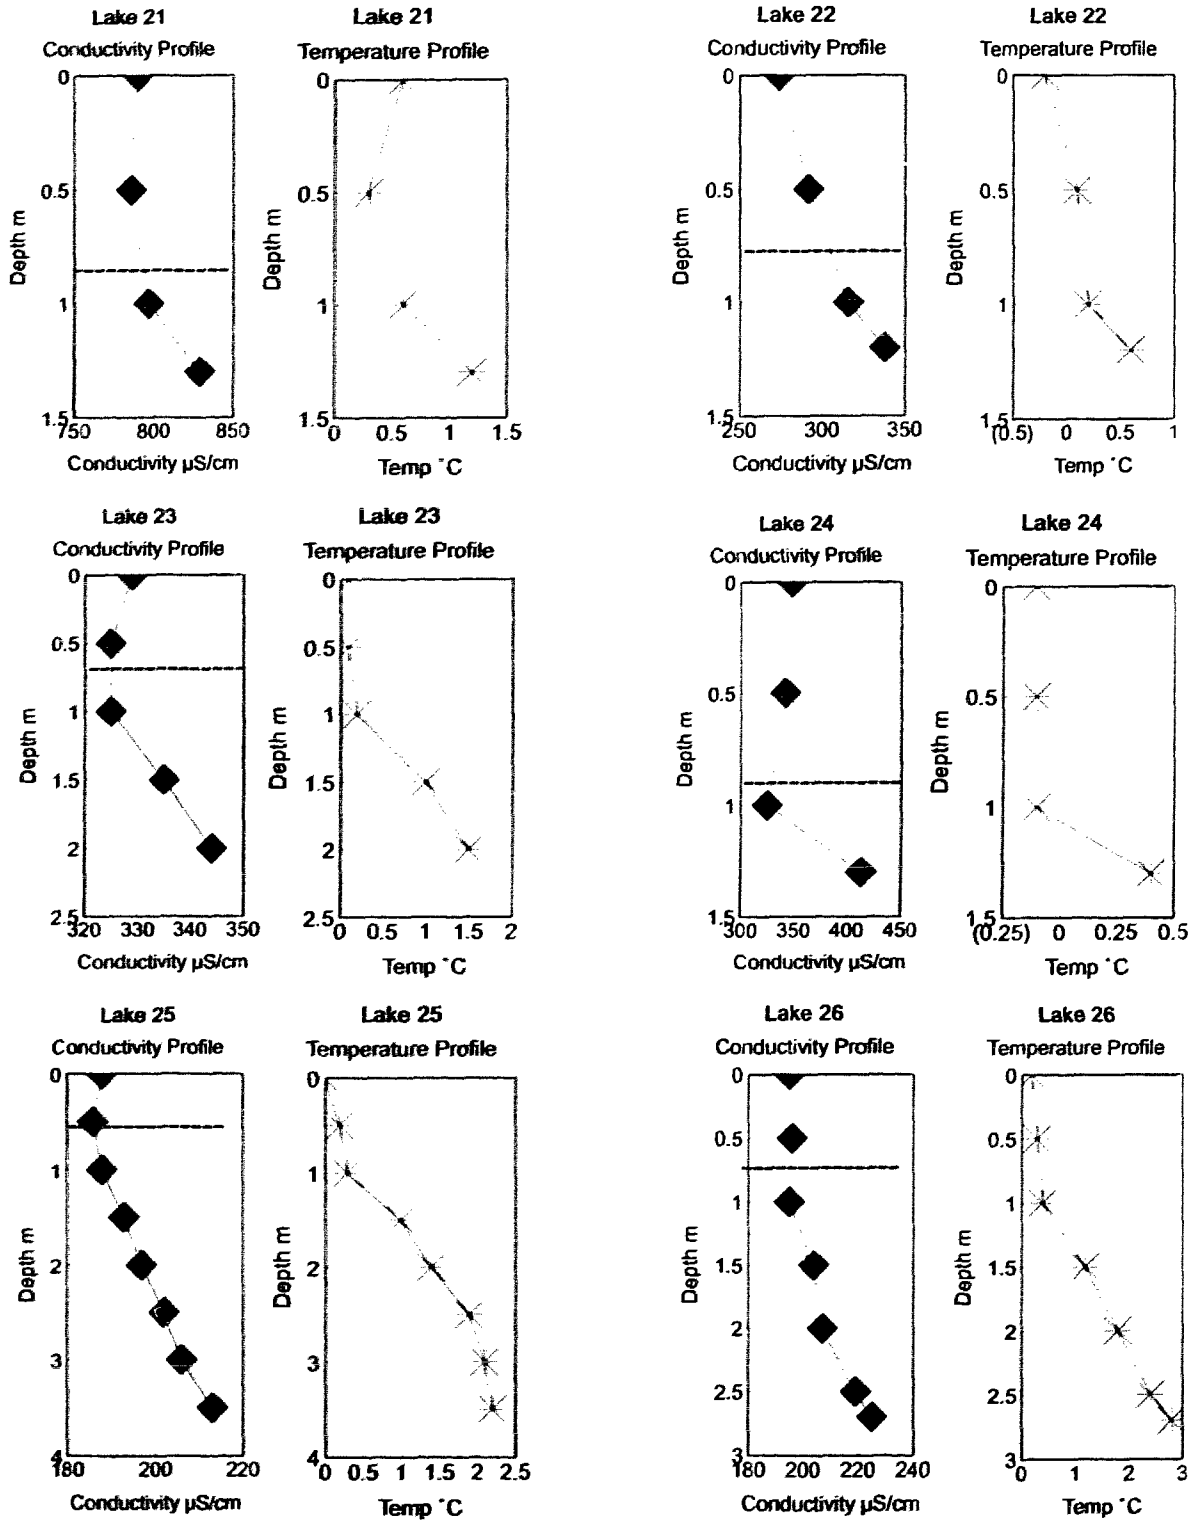 Lake 21
Conductivity Profile
0
0.5
1
1.5
Depth m
750 800 850
Conductivity µS/cm
Lake 21
Temperature Profile
0
0.5
1
1.5
Depth m
0 0.5 1 1.5
Temp ˚C
Lake 22
Conductivity Profile
0
0.5
1
1.5
Depth m
250 300 350
Conductivity µS/cm
Lake 22
Temperature Profile
0
0.5
1
1.5
Depth m
(0.5) 0 0.5 1
Temp ˚C
Lake 23
Conductivity Profile
0
0.5
1
1.5
2
2.5
Depth m
320 330 340 350
Conductivity µS/cm
Lake 23
Temperature Profile
0
0.5
1
1.5
2
2.5
Depth m
0 0.5 1 1.5 2
Temp ˚C
Lake 24
Conductivity Profile
0
0.5
1
1.5
Depth m
300 350 400 450
Conductivity µS/cm
Lake 24
Temperature Profile
0
0.5
1
1.5
Depth m
(0.25) 0 0.25 0.5
Temp ˚C
Lake 25
Conductivity Profile
0
1
2
3
4
Depth m
180 200 220
Conductivity µS/cm
Lake 25
Temperature Profile
0
1
2
3
4
Depth m
0 0.5 1 1.5 2 2.5
Temp ˚C
Lake 26
Conductivity Profile
0
0.5
1
1.5
2
2.5
3
Depth m
180 200 220 240
Conductivity µS/cm
Lake 26
Temperature Profile
0
0.5
1
1.5
2
2.5
3
Depth m
0 1 2 3
Temp ˚C